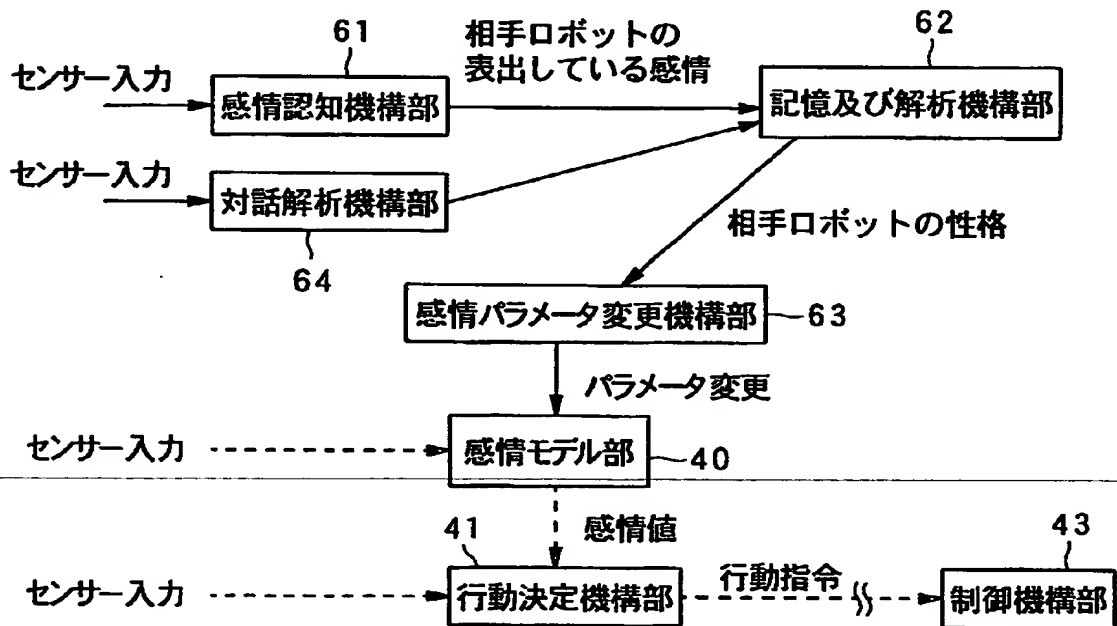 61
相手ロボットの
表出している感情
62
センサー入力
感情認知機構部
記憶及び解析機構部
センサー入力
対話解析機構部
64
相手ロボットの性格
感情パラメータ変更機構部
63
パラメータ変更
センサー入力
感情モデル部
40
感情値
41
43
センサー入力
行動決定機構部
行動指令
制御機構部